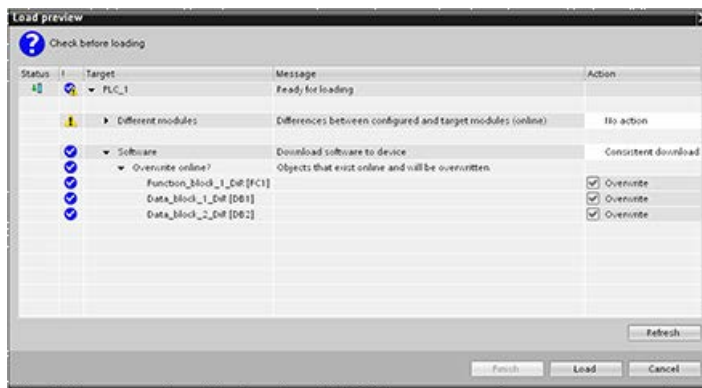 Load preview
Check before loading
Status ! Target Message Action
PLC_1 Ready for loading
Different modules Differences between configured and target modules (online) No action
Software Download software to device Consistent download
Overwrite online? Objects that exist online and will be overwritten.
Function_block_1_Diff [FC1] Overwrite
Data_block_1_Diff [DB1] Overwrite
Data_block_2_Diff [DB2] Overwrite
Refresh
Finish Load Cancel